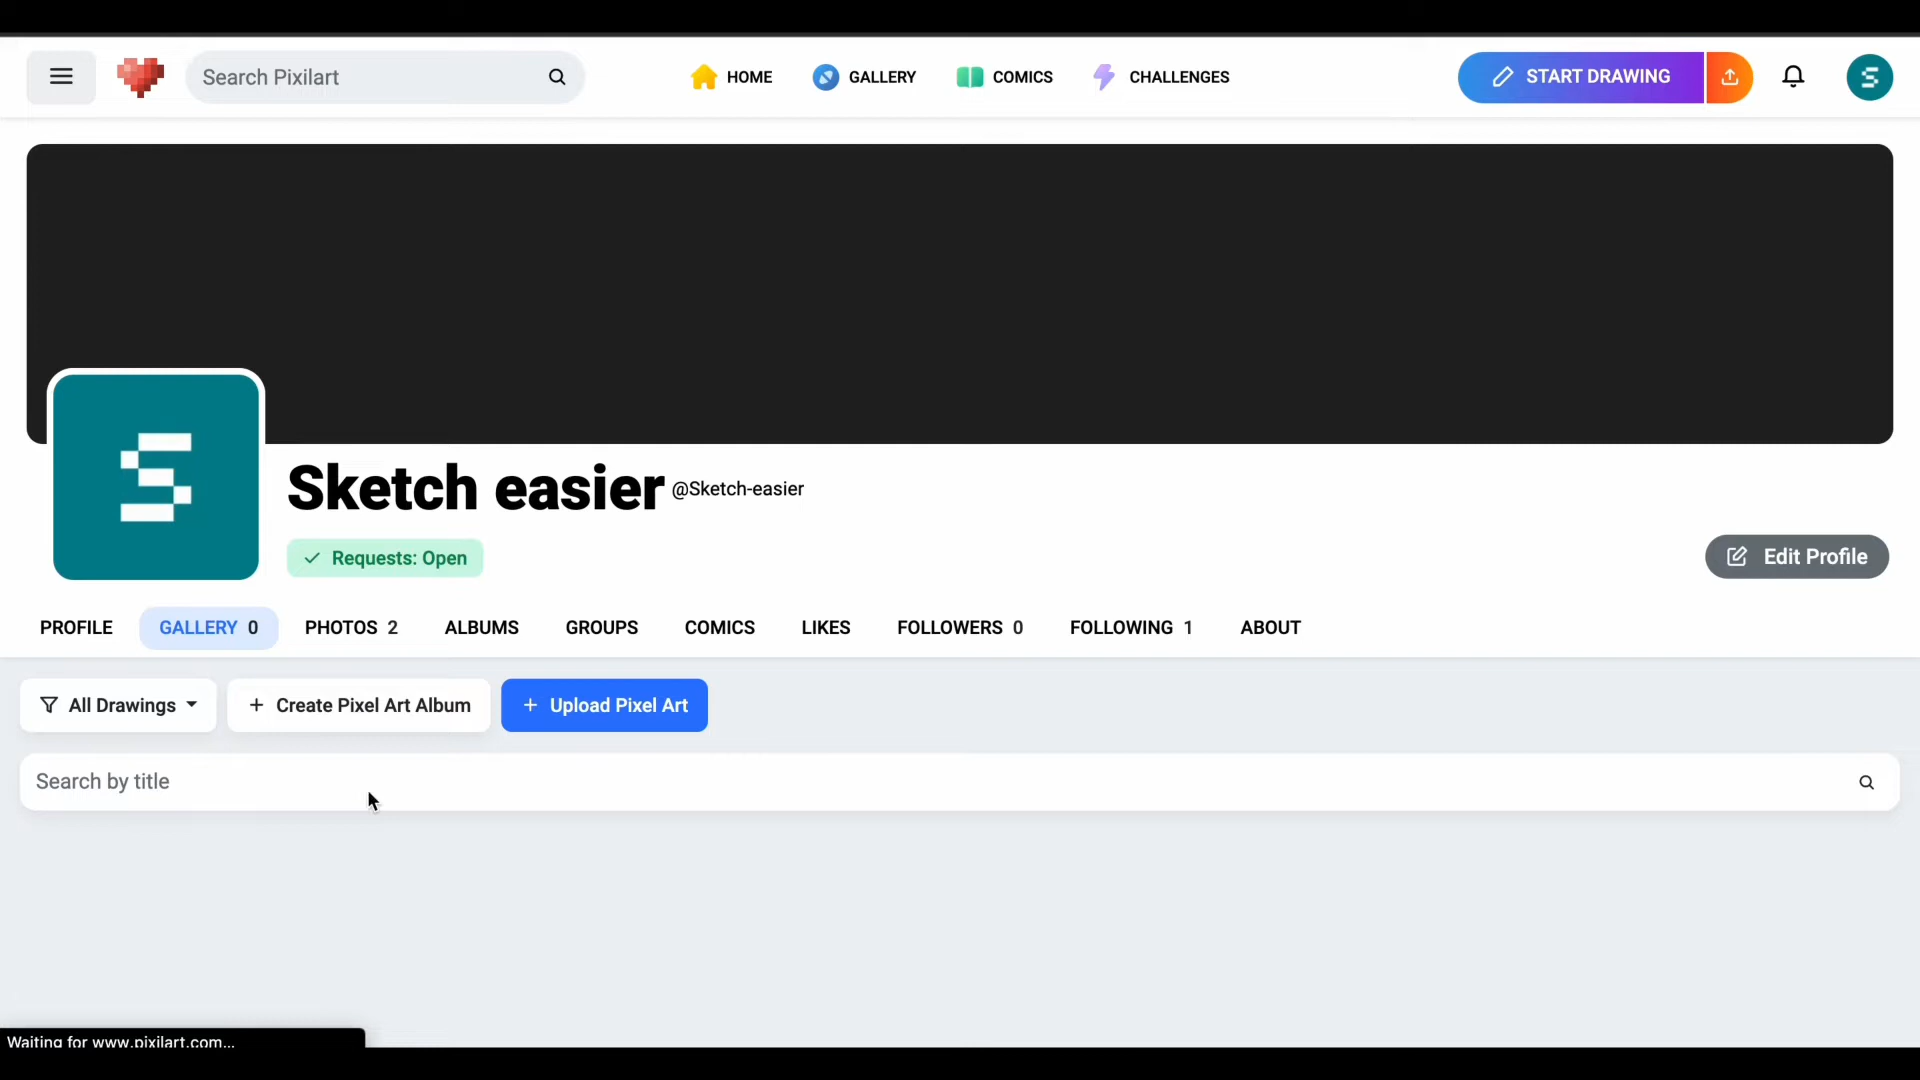 Search Pixilart
HOME
GALLERY
COMICS
CHALLENGES
START DRAWING
Sketch easier @Sketch-easier
Requests: Open
Edit Profile
PROFILE
GALLERY 0
PHOTOS 2
ALBUMS
GROUPS
COMICS
LIKES
FOLLOWERS 0
FOLLOWING 1
ABOUT
All Drawings
+ Create Pixel Art Album
+ Upload Pixel Art
Search by title
Waiting for www.pixilart.com...